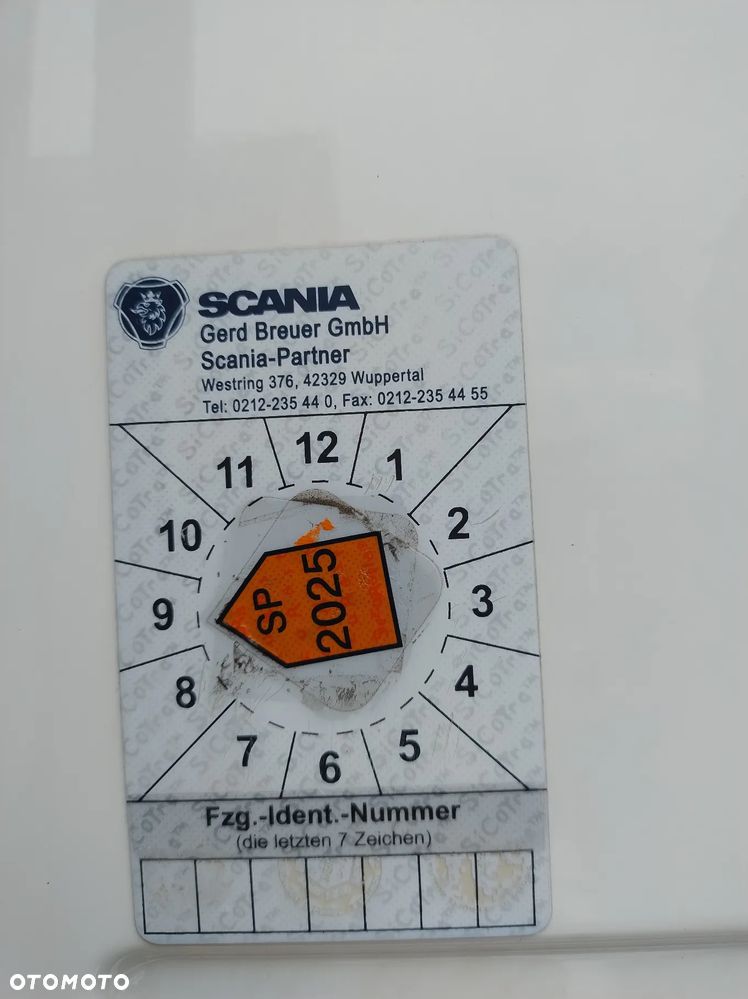 SCANIA
Gerd Breuer GmbH
Scania-Partner
Westring 376, 42329 Wuppertal
Tel: 0212-235 44 0, Fax: 0212-235 44 55
12
1
2
3
4
5
6
7
8
9
10
11
SP
2025
Fzg.-Ident.-Nummer
(die letzten 7 Zeichen)
OTOMOTO